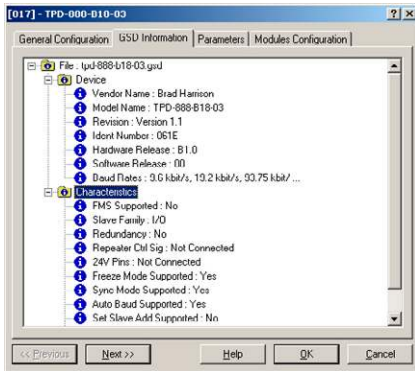 [017] - TPD-000-B10-03
General Configuration GSD Information Parameters Modules Configuration
File : tpd-888-b18-03.gsd
Device
Vendor Name : Brad Harrison
Model Name : TPD-888-B18-03
Revision : Version 1.1
Ident Number : 061E
Hardware Release : B1.0
Software Release : 00
Baud Rates : 9.6 kbit/s, 19.2 kbit/s, 93.75 kbit/ ...
Characteristics
FMS Supported : No
Slave Family : I/O
Redundancy : No
Repeater Ctrl Sig : Not Connected
24V Pins : Not Connected
Freeze Mode Supported : Yes
Sync Mode Supported : Yes
Auto Baud Supported : Yes
Set Slave Add Supported : No
<< Previous Next >> Help OK Cancel